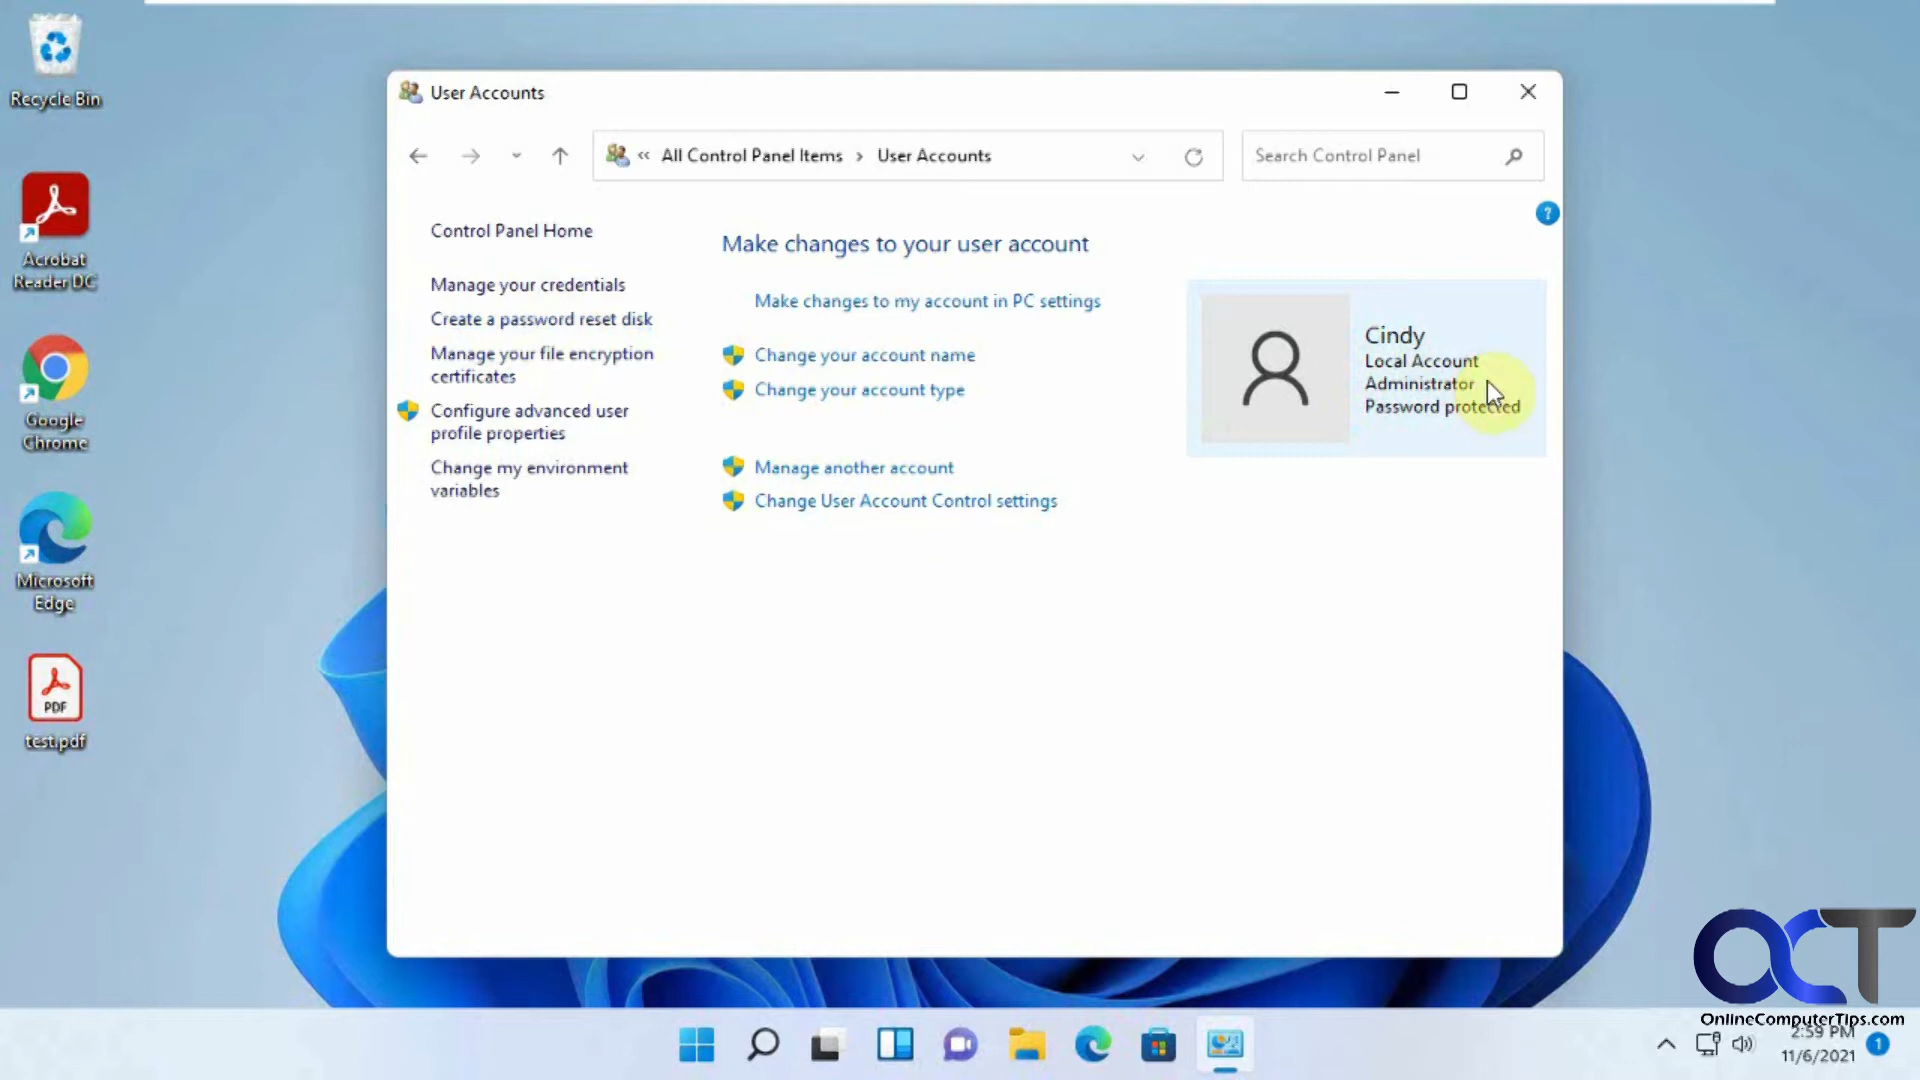 Recycle Bin
Acrobat
Reader DC
Google
Chrome
Microsoft
Edge
PDF
test.pdf
User Accounts
« All Control Panel Items > User Accounts
Search Control Panel
?
Control Panel Home
Manage your credentials
Create a password reset disk
Manage your file encryption
certificates
Configure advanced user
profile properties
Change my environment
variables
Make changes to your user account
Make changes to my account in PC settings
Change your account name
Change your account type
Manage another account
Change User Account Control settings
Cindy
Local Account
Administrator
Password protected
OCT
OnlineComputerTips.com
2:59 PM
11/6/2021
1